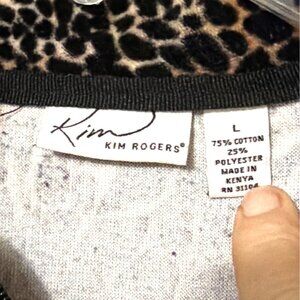 Kim
KIM ROGERS®
L
75% COTTON
25%
POLYESTER
MADE IN
KENYA
RN 31104